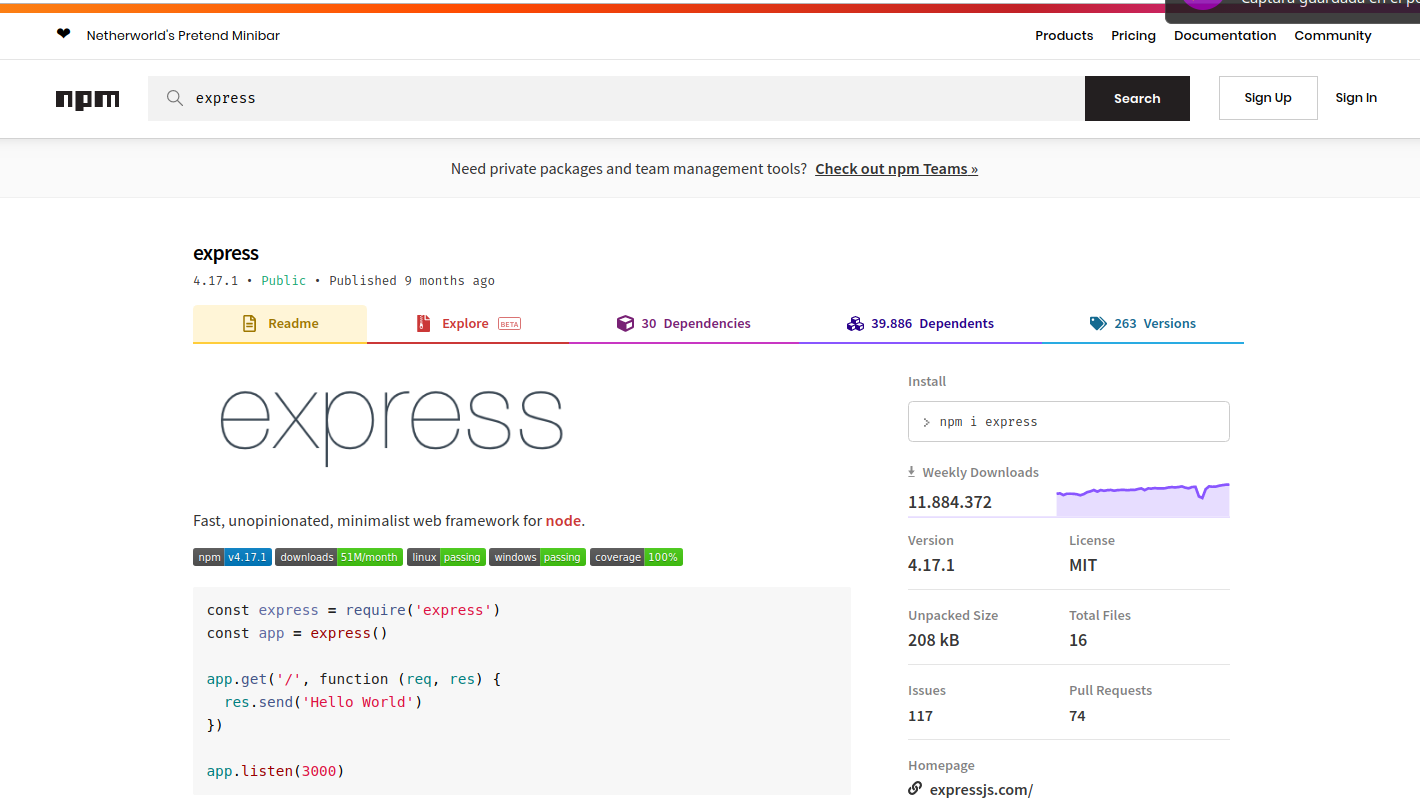 Captura guardada en el po
❤ Netherworld's Pretend Minibar
Products Pricing Documentation Community
npm
express
Search
Sign Up
Sign In
Need private packages and team management tools? Check out npm Teams »
express
4.17.1 • Public • Published 9 months ago
Readme
Explore BETA
30 Dependencies
39.886 Dependents
263 Versions
express
Fast, unopinionated, minimalist web framework for node.
npm v4.17.1 downloads 51M/month linux passing windows passing coverage 100%
const express = require('express')
const app = express()
app.get('/', function (req, res) {
  res.send('Hello World')
})
app.listen(3000)
Install
> npm i express
Weekly Downloads
11.884.372
Version
4.17.1
License
MIT
Unpacked Size
208 kB
Total Files
16
Issues
117
Pull Requests
74
Homepage
expressjs.com/